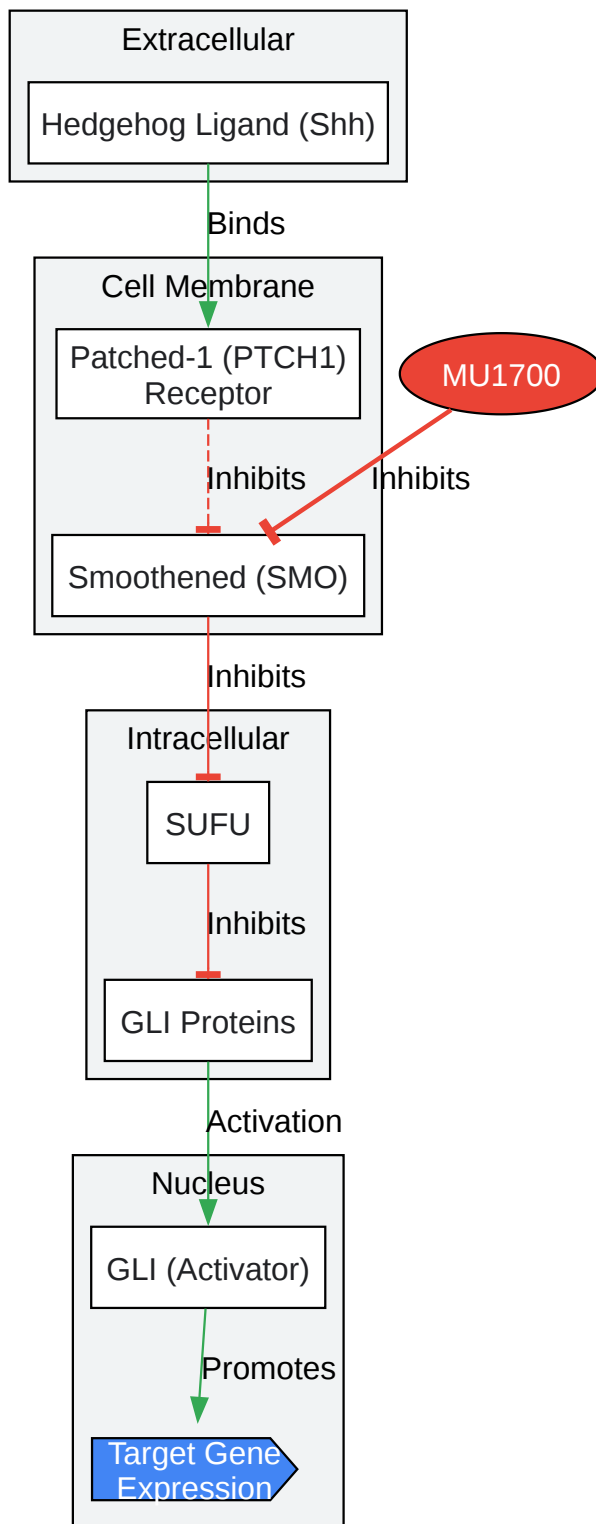 Extracellular
Hedgehog Ligand (Shh)
Binds
Cell Membrane
Patched-1 (PTCH1)
Receptor
MU1700
Inhibits
Inhibits
Smoothened (SMO)
Inhibits
Intracellular
SUFU
Inhibits
GLI Proteins
Activation
Nucleus
GLI (Activator)
Promotes
Target Gene
Expression